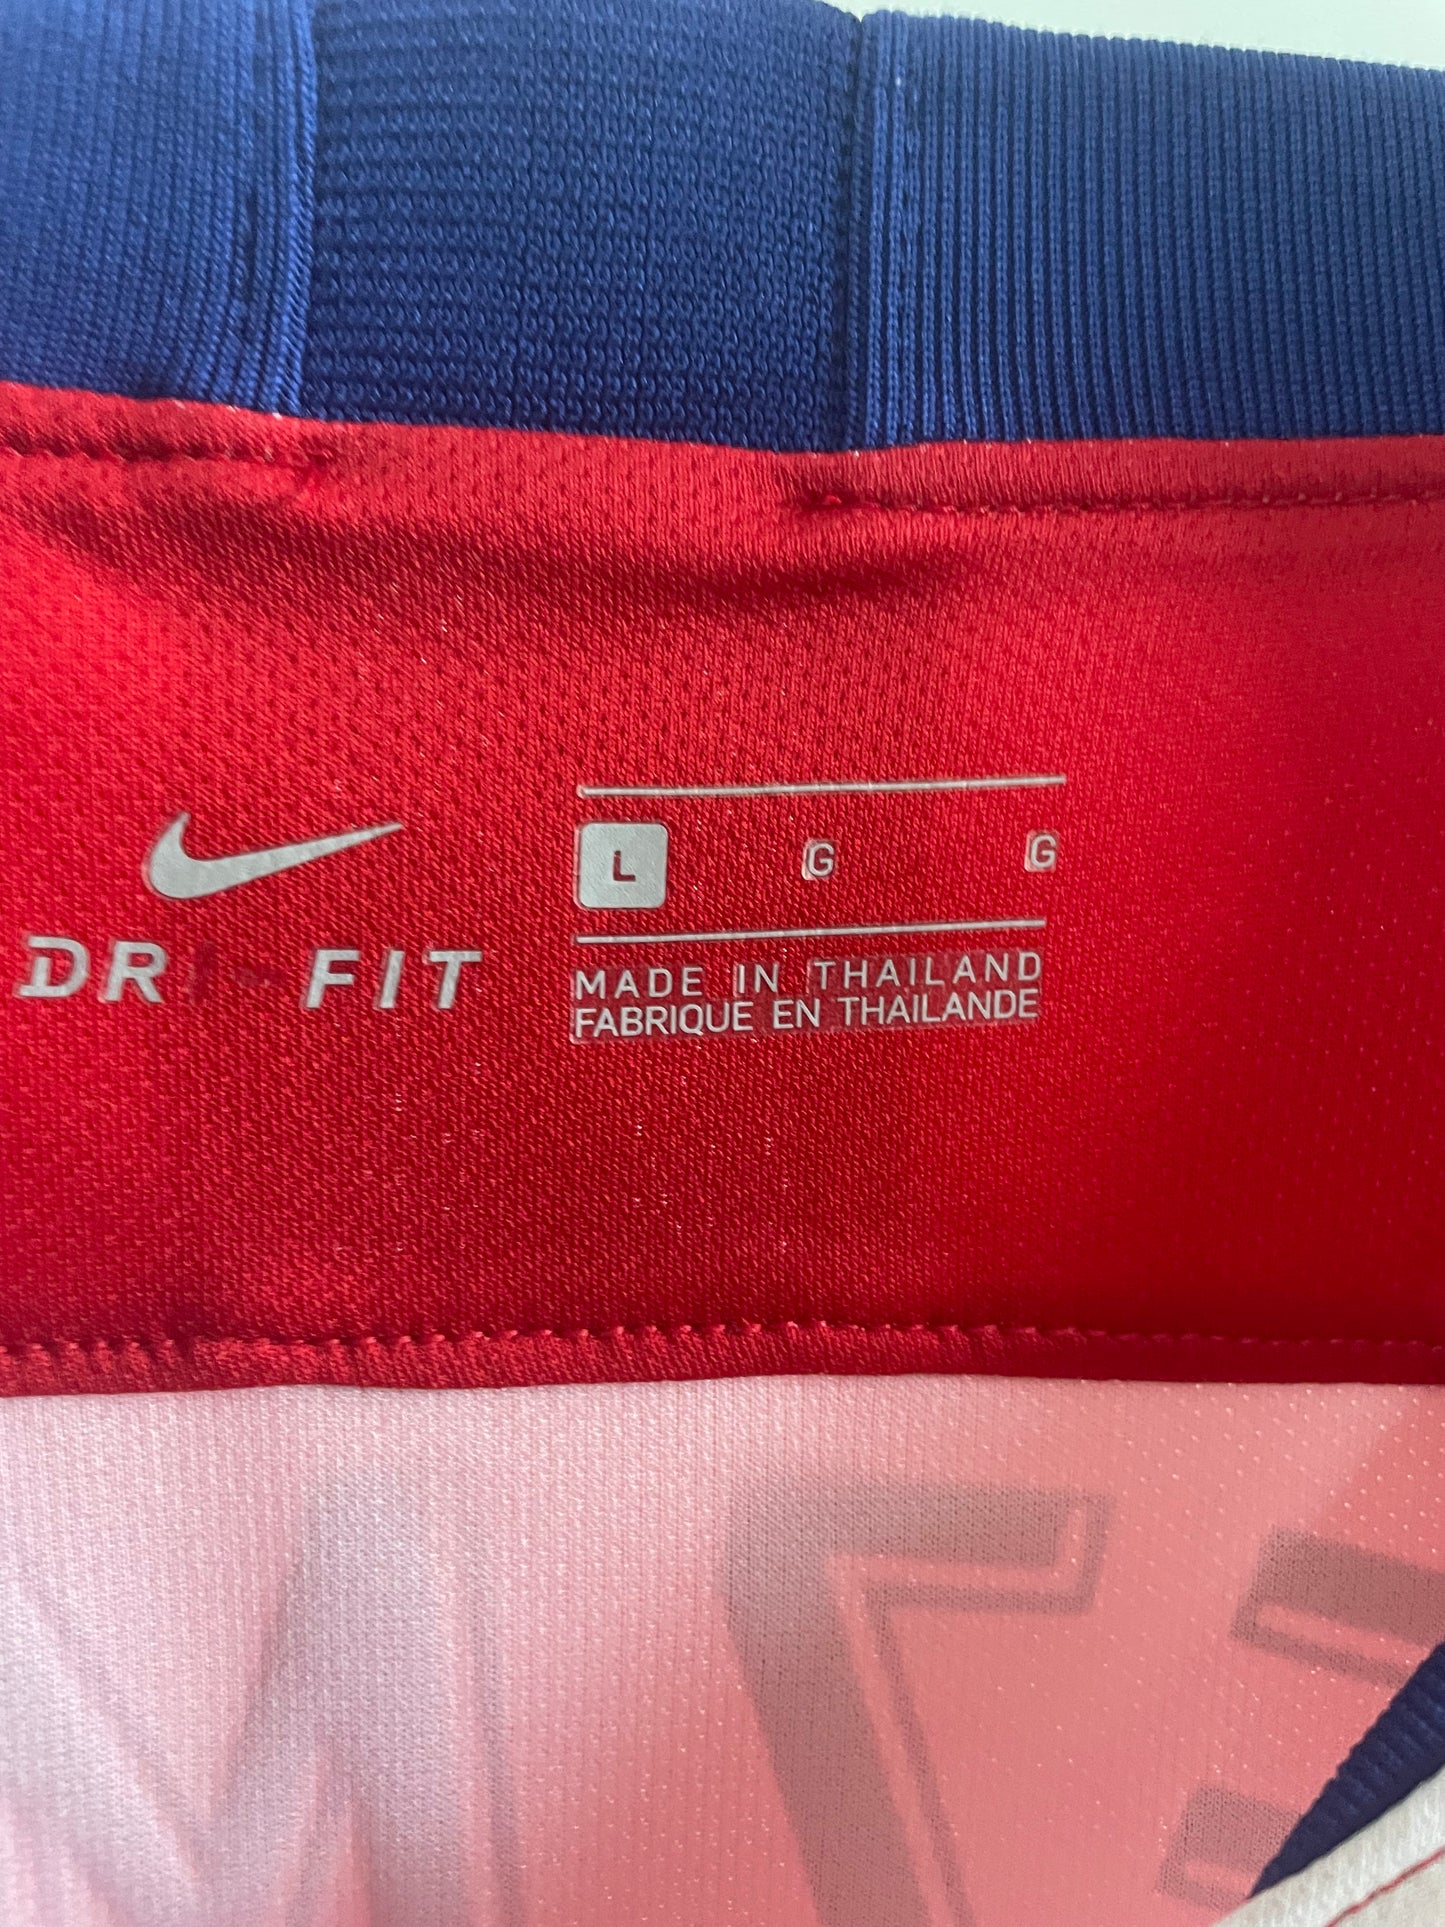 L G G
DRI-FIT
MADE IN THAILAND
FABRIQUE EN THAILANDE